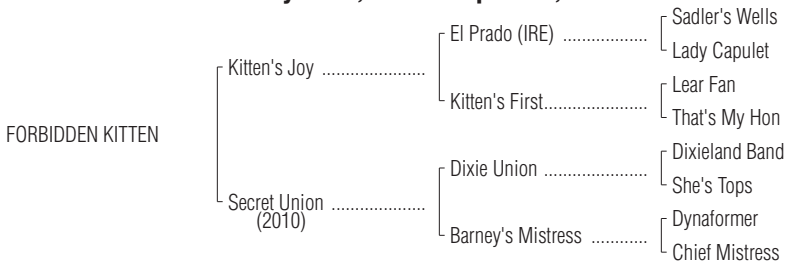 Sadler's Wells
El Prado (IRE) ..................
Lady Capulet
Kitten's Joy ......................
Lear Fan
Kitten's First......................
That's My Hon
FORBIDDEN KITTEN
Dixieland Band
Dixie Union ......................
She's Tops
Secret Union ....................
(2010)
Dynaformer
Barney's Mistress ............
Chief Mistress